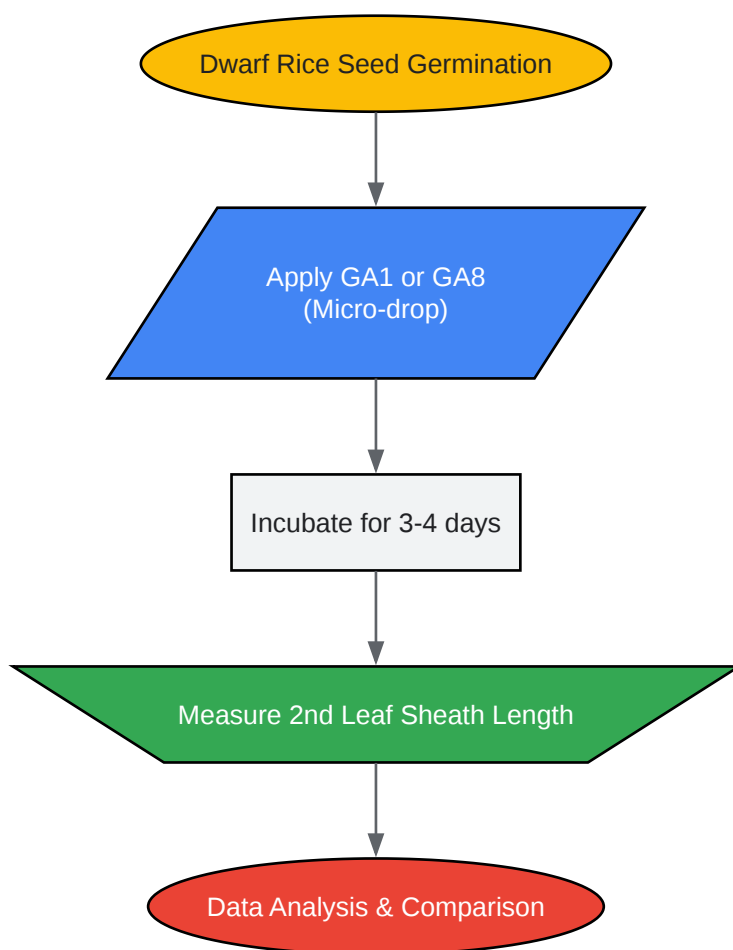 Dwarf Rice Seed Germination
Apply GA1 or GA8
(Micro-drop)
Incubate for 3-4 days
Measure 2nd Leaf Sheath Length
Data Analysis & Comparison